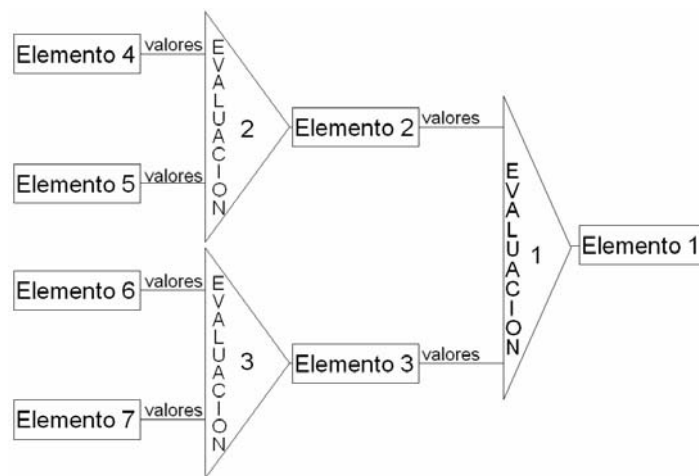 Elemento 4
valores
EVALUACION
2
Elemento 5
valores
Elemento 2
valores
Elemento 6
valores
EVALUACION
3
Elemento 7
valores
Elemento 3
valores
EVALUACION
1
Elemento 1